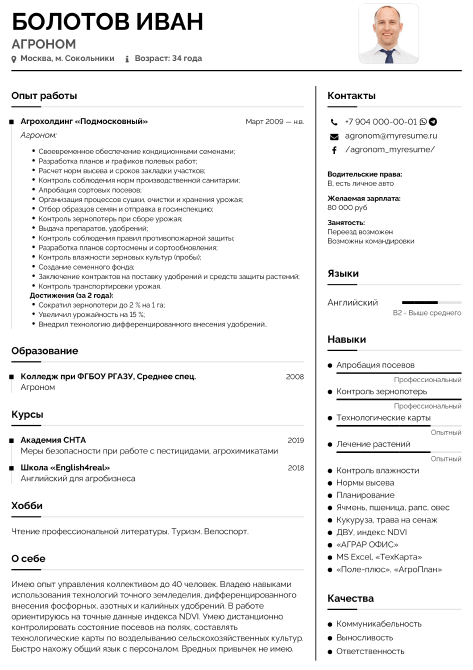 БОЛОТОВ ИВАН
АГРОНОМ
Москва, м. Сокольники
Возраст: 34 года
Опыт работы
Агрохолдинг «Подмосковный»
Март 2009 — н.в.
Агроном:
Своевременное обеспечение кондиционными семенами;
Разработка планов и графиков полевых работ;
Расчет норм высева и сроков закладки участков;
Контроль соблюдения норм производственной санитарии;
Апробация сортовых посевов;
Организация процессов сушки, очистки и хранения урожая;
Отбор образцов семян и отправка в госинспекцию;
Контроль зернопотерь при сборе урожая;
Выдача препаратов, удобрений;
Контроль соблюдения правил противопожарной защиты;
Разработка планов сортосмены и сортообновления;
Контроль влажности зерновых культур (пробы);
Создание семенного фонда;
Заключение контрактов на поставку удобрений и средств защиты растений;
Контроль транспортировки урожая.
Достижения (за 2 года):
Сократил зернопотери до 2 % на 1 га;
Увеличил урожайность на 15 %;
Внедрил технологию дифференцированного внесения удобрений.
Образование
Колледж при ФГБОУ РГАЗУ, Среднее спец.
2008
Агроном
Курсы
Академия СНТА
2019
Меры безопасности при работе с пестицидами, агрохимикатами
Школа «English4real»
2018
Английский для агробизнеса
Хобби
Чтение профессиональной литературы. Туризм. Велоспорт.
О себе
Имею опыт управления коллективом до 40 человек. Владею навыками
использования технологий точного земледелия, дифференцированного
внесения фосфорных, азотных и калийных удобрений. В работе
ориентируюсь на точные данные индекса NDVI. Умею дистанционно
контролировать состояние посевов на полях, составлять
технологические карты по возделыванию сельскохозяйственных культур.
Быстро нахожу общий язык с персоналом. Вредных привычек не имею.
Контакты
+7 904 000-00-01
agronom@myresume.ru
/agronom_myresume/
Водительские права:
B, есть личное авто
Желаемая зарплата:
80 000 руб
Занятость:
Переезд возможен
Возможны командировки
Языки
Английский
B2 - Выше среднего
Навыки
Апробация посевов
Профессиональный
Контроль зернопотерь
Профессиональный
Технологические карты
Опытный
Лечение растений
Опытный
Контроль влажности
Нормы высева
Планирование
Ячмень, пшеница, рапс, овес
Кукуруза, трава на сенаж
ДВУ, индекс NDVI
«АГРАР ОФИС»
MS Excel, «ТехКарта»
«Поле-плюс», «АгроПлан»
Качества
Коммуникабельность
Выносливость
Ответственность